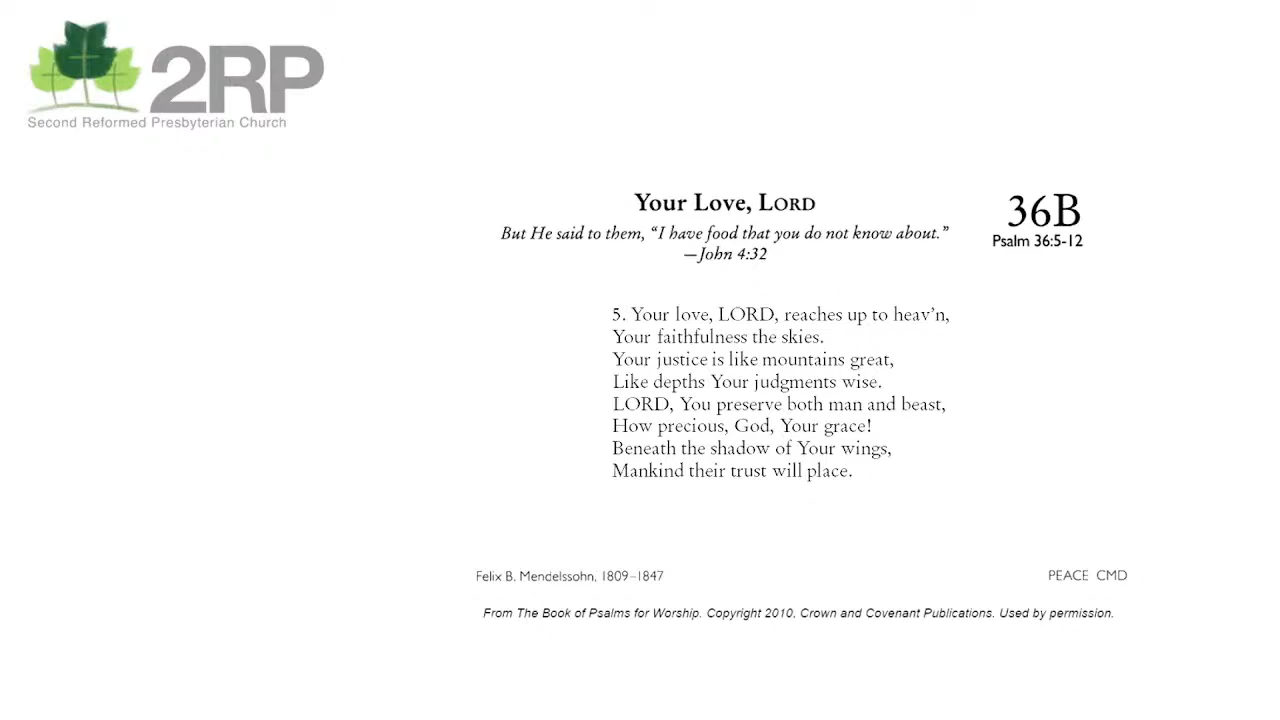 2RP
Second Reformed Presbyterian Church
Your Love, LORD
36B
But He said to them, “I have food that you do not know about.”
—John 4:32
Psalm 36:5-12
5. Your love, LORD, reaches up to heav’n,
Your faithfulness the skies.
Your justice is like mountains great,
Like depths Your judgments wise.
LORD, You preserve both man and beast,
How precious, God, Your grace!
Beneath the shadow of Your wings,
Mankind their trust will place.
Felix B. Mendelssohn, 1809–1847
PEACE CMD
From The Book of Psalms for Worship. Copyright 2010, Crown and Covenant Publications. Used by permission.